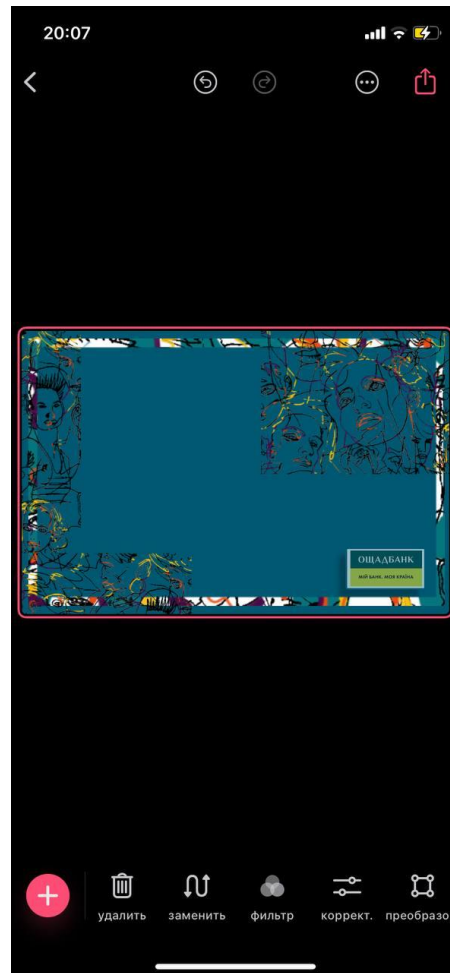 20:07
ОЩАДБАНК
МІЙ БАНК. МОЯ КРАЇНА
удалить
заменить
фильтр
коррект.
преобразо